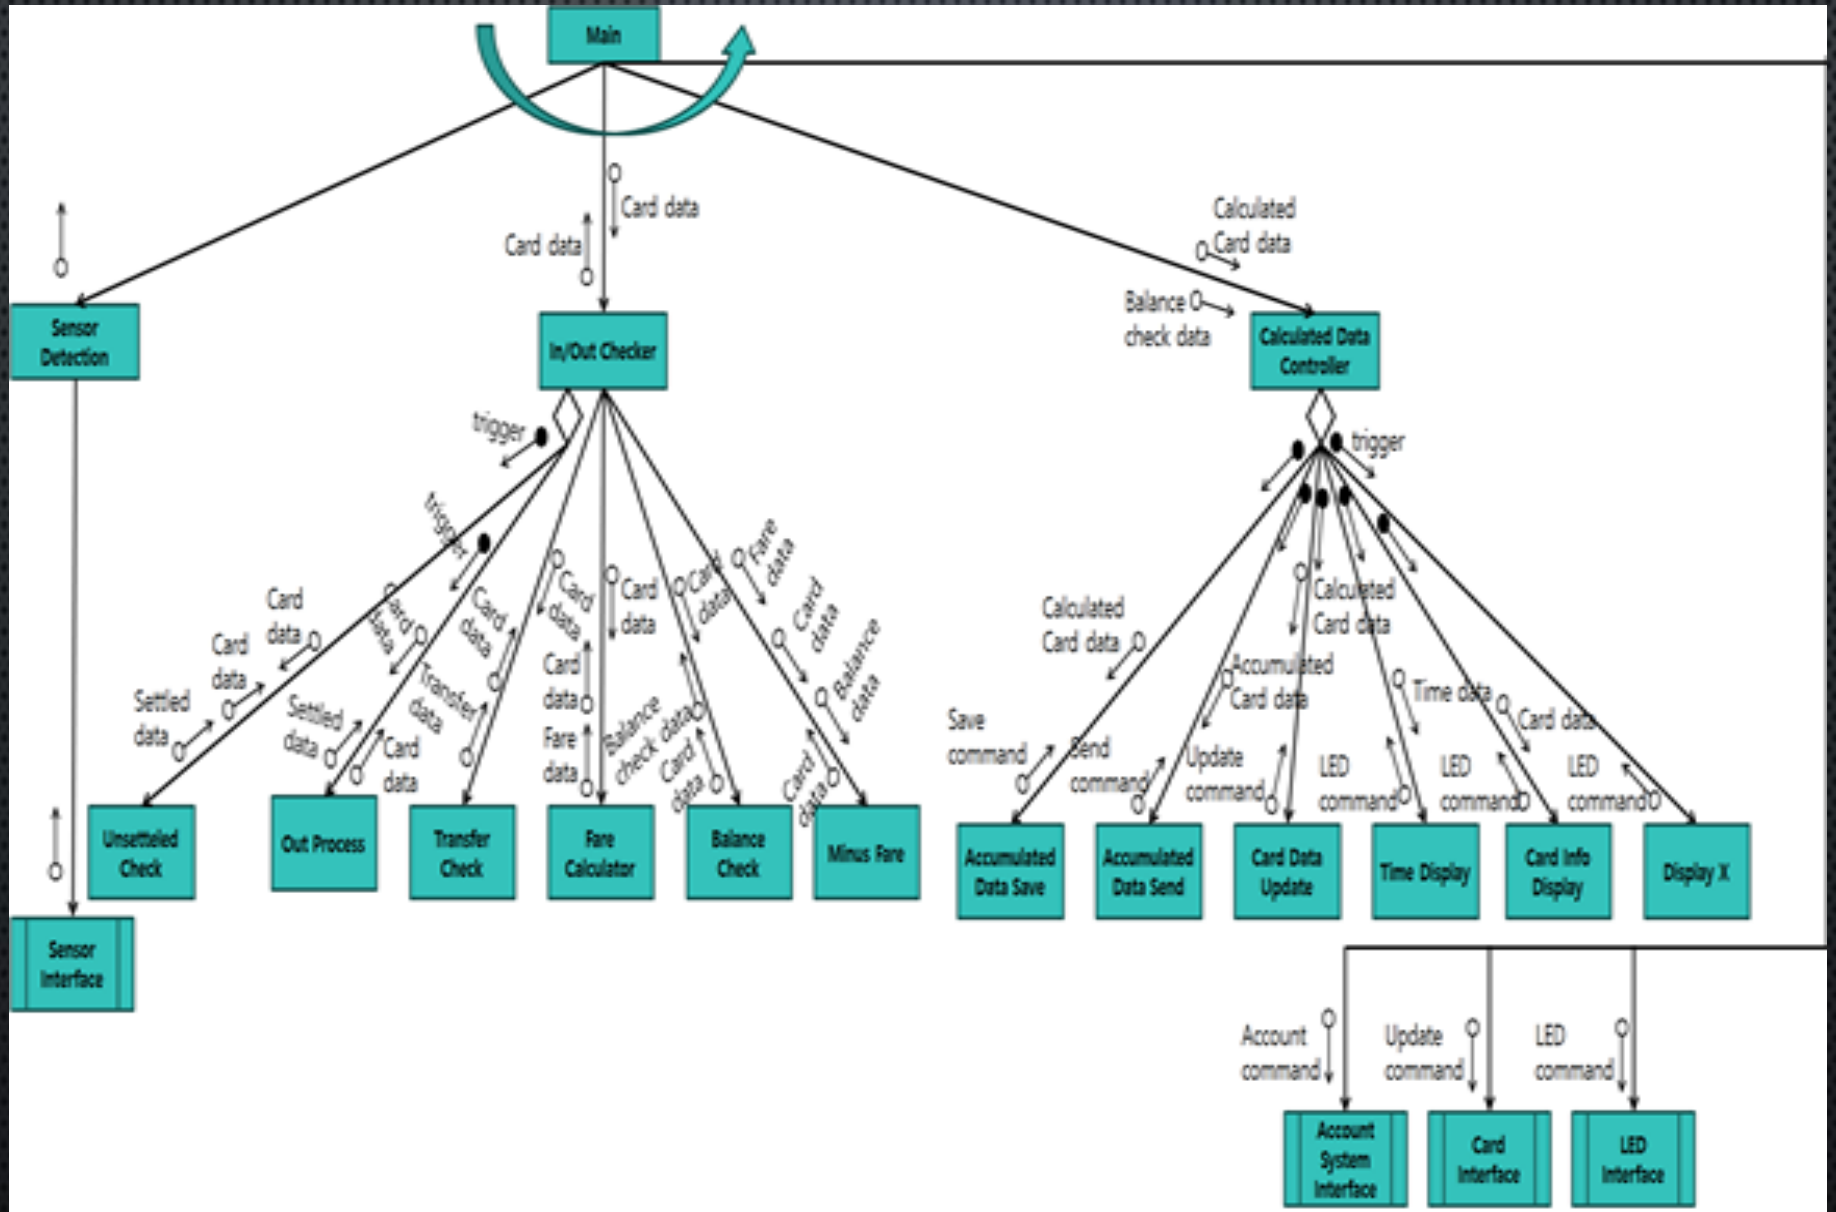 Main
Card data
Card data
Calculated
Card data
Balance
check data
Sensor
Detection
In/Out Checker
Calculated Data
Controller
trigger
trigger
trigger
Card
data
Card
data
Settled
data
Card
data
Settled
data
Card
data
Card
data
Transfer
data
Card
data
Card
data
Fare
data
Card
data
Card
data
Balance
check data
Card
data
Fare
data
Card
data
Balance
data
Card
data
Calculated
Card data
Save
command
Accumulated
Card data
Send
command
Calculated
Card data
Update
command
Time data
LED
command
Card data
LED
command
LED
command
Unsetteled
Check
Out Process
Transfer
Check
Fare
Calculator
Balance
Check
Minus Fare
Accumulated
Data Save
Accumulated
Data Send
Card Data
Update
Time Display
Card Info
Display
Display X
Sensor
Interface
Account
command
Update
command
LED
command
Account
System
Interface
Card
Interface
LED
Interface